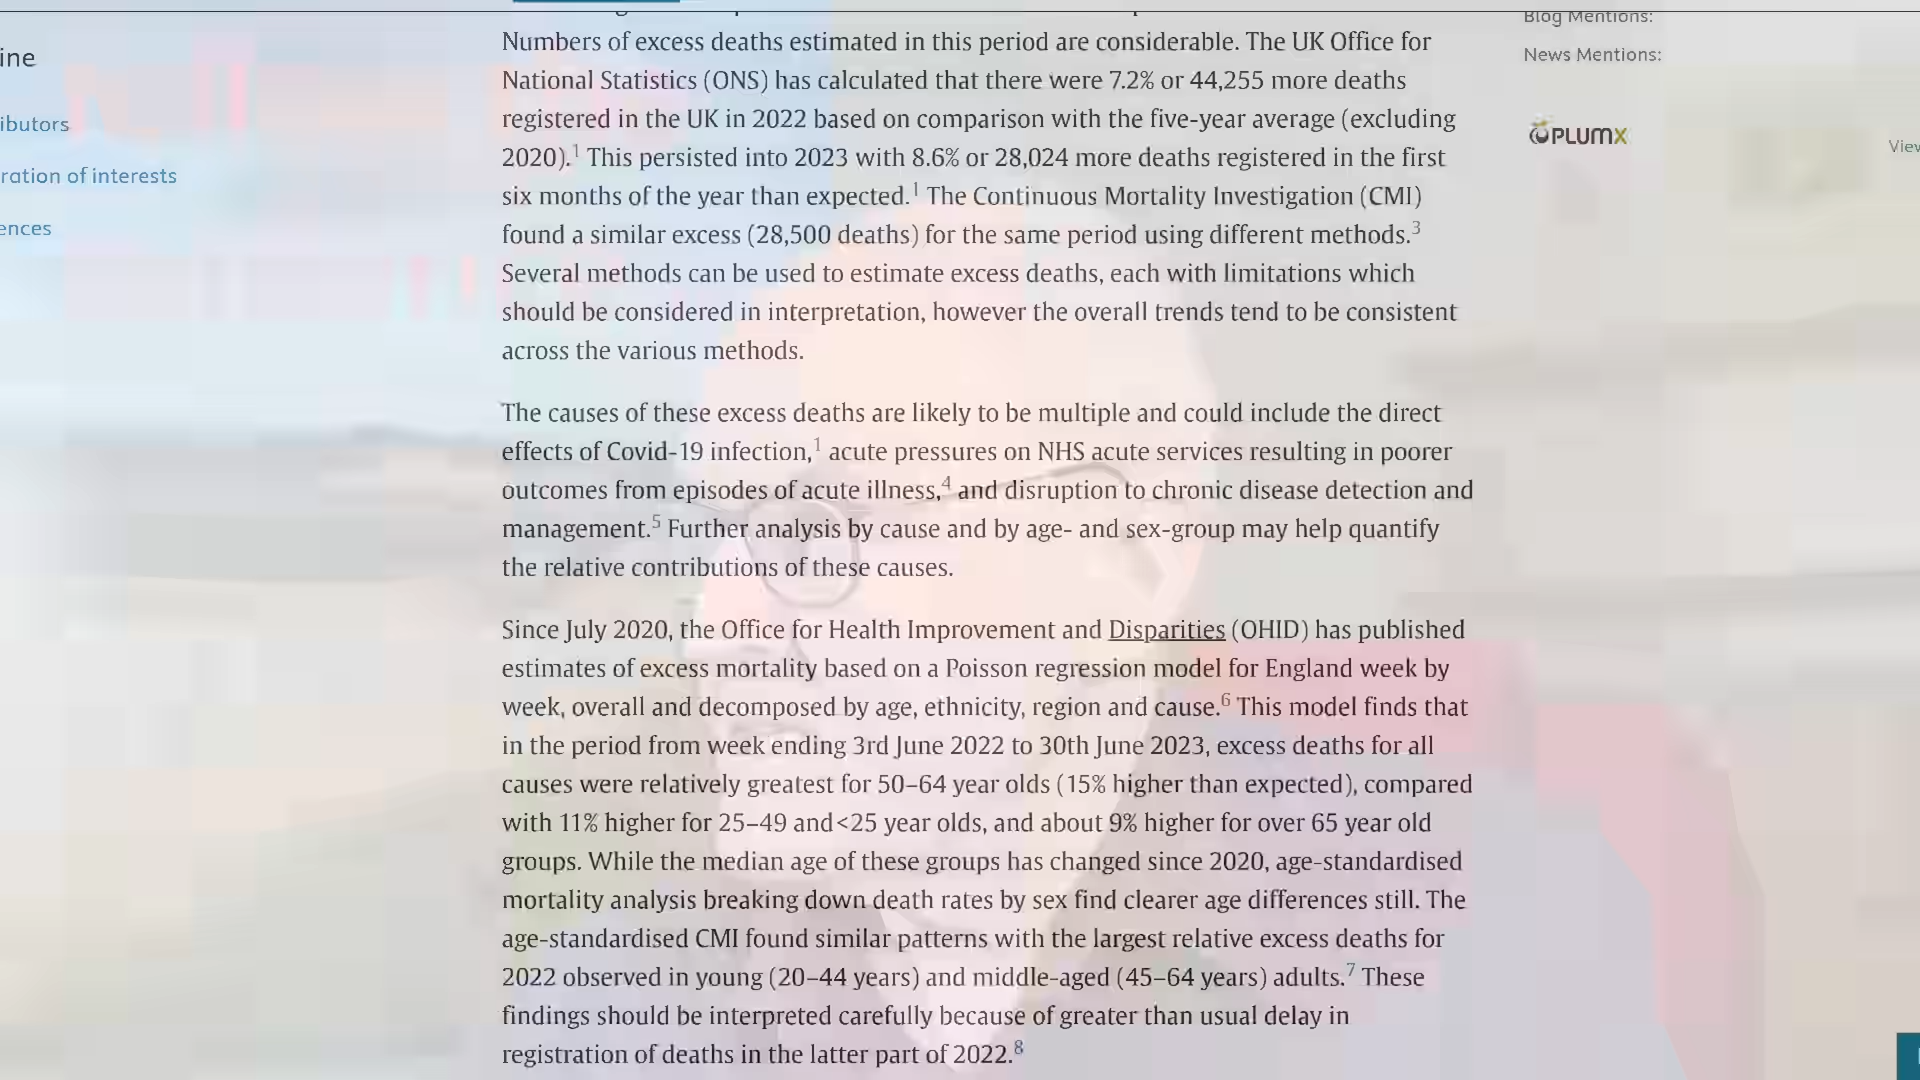 Blog Mentions:
ine
News Mentions:
ibutors
ration of interests
ences
PLUMX
View
Numbers of excess deaths estimated in this period are considerable. The UK Office for
National Statistics (ONS) has calculated that there were 7.2% or 44,255 more deaths
registered in the UK in 2022 based on comparison with the five-year average (excluding
2020).1 This persisted into 2023 with 8.6% or 28,024 more deaths registered in the first
six months of the year than expected.1 The Continuous Mortality Investigation (CMI)
found a similar excess (28,500 deaths) for the same period using different methods.3
Several methods can be used to estimate excess deaths, each with limitations which
should be considered in interpretation, however the overall trends tend to be consistent
across the various methods.
The causes of these excess deaths are likely to be multiple and could include the direct
effects of Covid-19 infection,1 acute pressures on NHS acute services resulting in poorer
outcomes from episodes of acute illness,4 and disruption to chronic disease detection and
management.5 Further analysis by cause and by age- and sex-group may help quantify
the relative contributions of these causes.
Since July 2020, the Office for Health Improvement and Disparities (OHID) has published
estimates of excess mortality based on a Poisson regression model for England week by
week, overall and decomposed by age, ethnicity, region and cause.6 This model finds that
in the period from week ending 3rd June 2022 to 30th June 2023, excess deaths for all
causes were relatively greatest for 50–64 year olds (15% higher than expected), compared
with 11% higher for 25–49 and<25 year olds, and about 9% higher for over 65 year old
groups. While the median age of these groups has changed since 2020, age-standardised
mortality analysis breaking down death rates by sex find clearer age differences still. The
age-standardised CMI found similar patterns with the largest relative excess deaths for
2022 observed in young (20–44 years) and middle-aged (45–64 years) adults.7 These
findings should be interpreted carefully because of greater than usual delay in
registration of deaths in the latter part of 2022.8